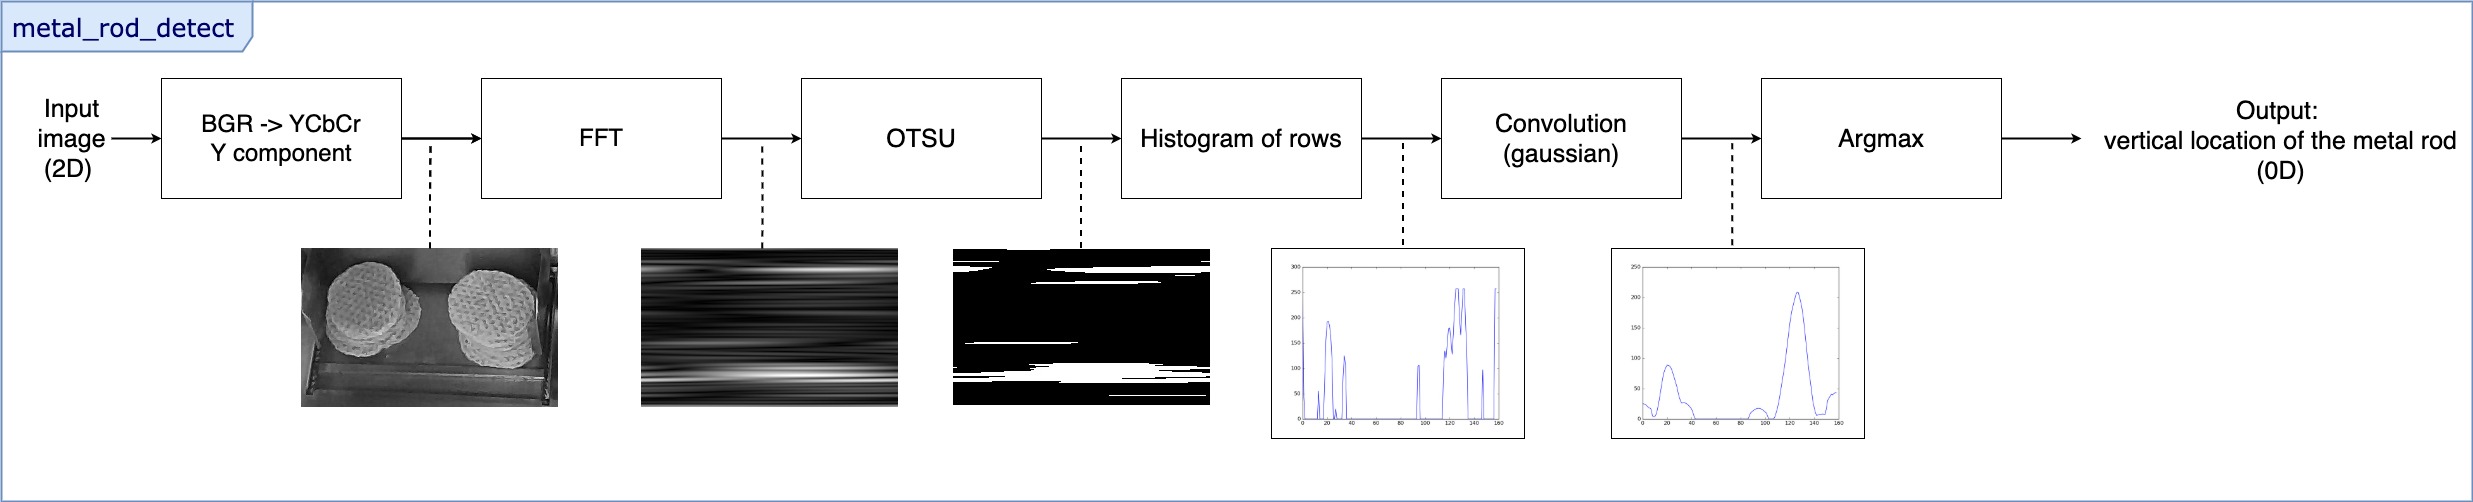 metal_rod_detect
Input
image
(2D)
BGR -> YCbCr
Y component
FFT
OTSU
Histogram of rows
Convolution
(gaussian)
Argmax
Output:
vertical location of the metal rod
(0D)
300
250
200
150
100
50
0
0 20 40 60 80 100 120 140 160
250
200
150
100
50
0
0 20 40 60 80 100 120 140 160